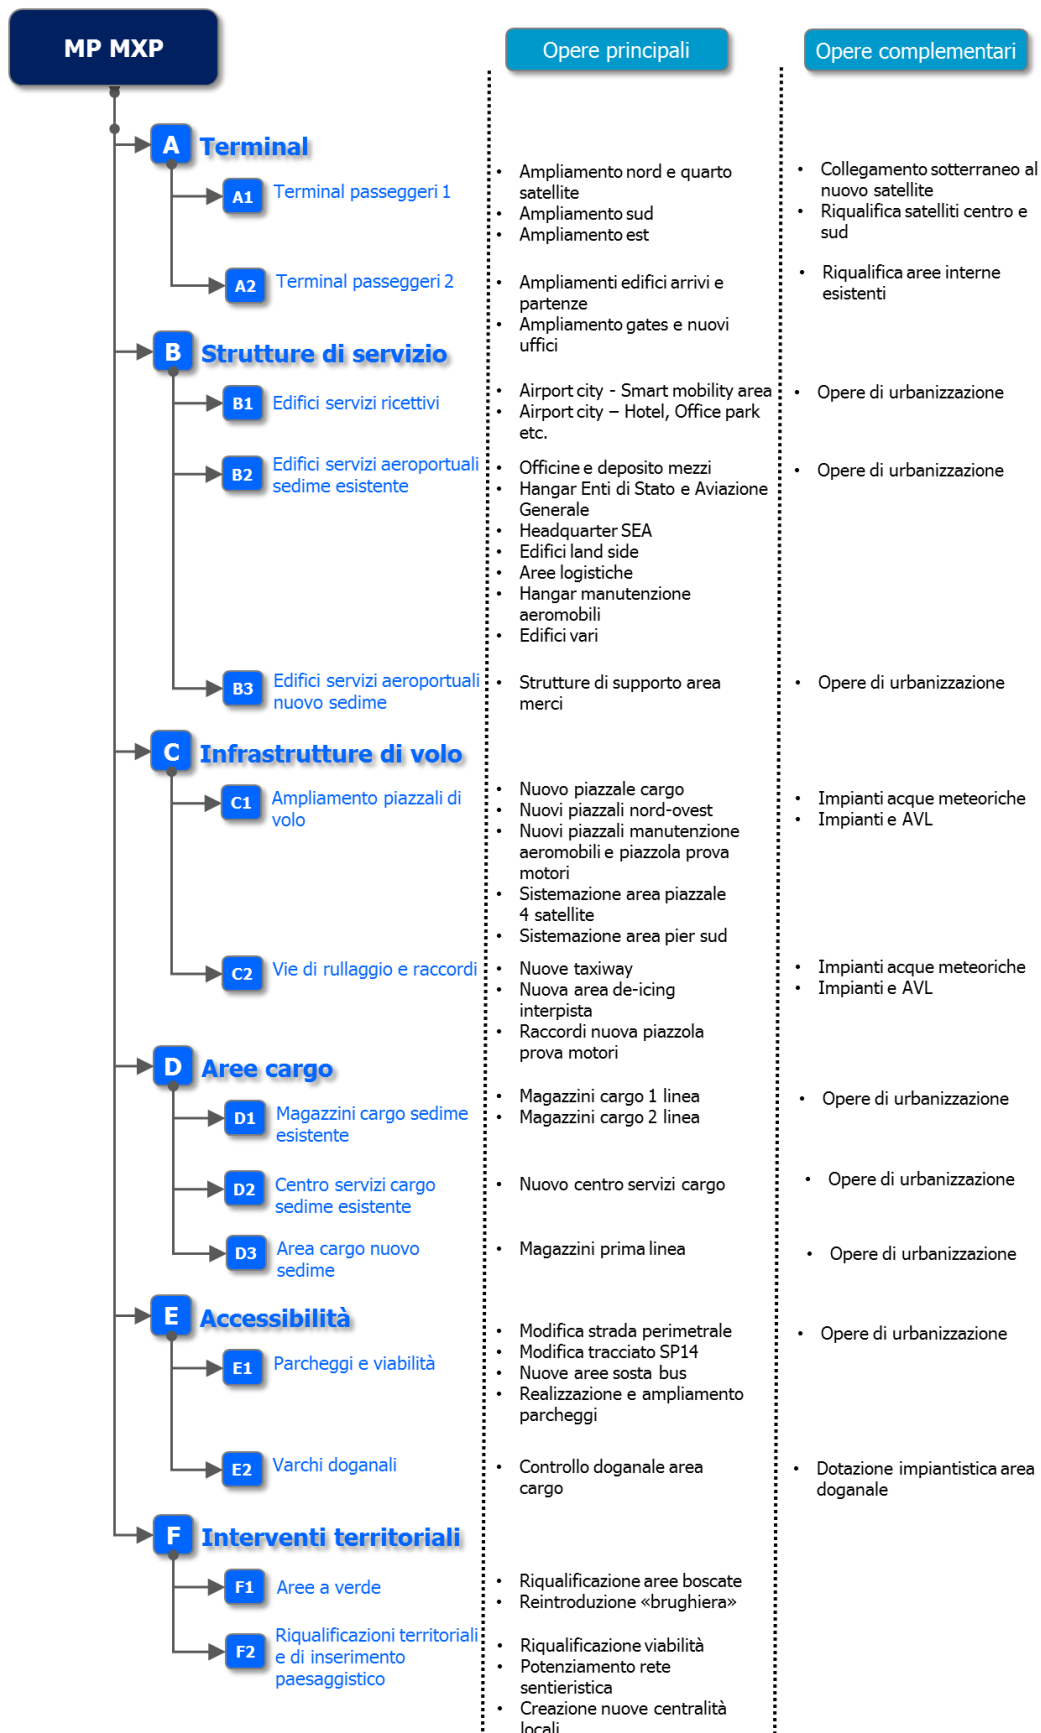 MP MXP
Opere principali
Opere complementari
A
Terminal
A1
Terminal passeggeri 1
• Ampliamento nord e quarto
satellite
• Ampliamento sud
• Ampliamento est
• Collegamento sotterraneo al
nuovo satellite
• Riqualifica satelliti centro e
sud
A2
Terminal passeggeri 2
• Ampliamenti edifici arrivi e
partenze
• Ampliamento gates e nuovi
uffici
• Riqualifica aree interne
esistenti
B
Strutture di servizio
B1
Edifici servizi ricettivi
• Airport city - Smart mobility area
• Airport city – Hotel, Office park
etc.
• Opere di urbanizzazione
B2
Edifici servizi aeroportuali
sedime esistente
• Officine e deposito mezzi
• Hangar Enti di Stato e Aviazione
Generale
• Headquarter SEA
• Edifici land side
• Aree logistiche
• Hangar manutenzione
aeromobili
• Edifici vari
• Opere di urbanizzazione
B3
Edifici servizi aeroportuali
nuovo sedime
• Strutture di supporto area
merci
• Opere di urbanizzazione
C
Infrastrutture di volo
C1
Ampliamento piazzali di
volo
• Nuovo piazzale cargo
• Nuovi piazzali nord-ovest
• Nuovi piazzali manutenzione
aeromobili e piazzola prova
motori
• Sistemazione area piazzale
4 satellite
• Sistemazione area pier sud
• Impianti acque meteoriche
• Impianti e AVL
C2
Vie di rullaggio e raccordi
• Nuove taxiway
• Nuova area de-icing
interpista
• Raccordi nuova piazzola
prova motori
• Impianti acque meteoriche
• Impianti e AVL
D
Aree cargo
D1
Magazzini cargo sedime
esistente
• Magazzini cargo 1 linea
• Magazzini cargo 2 linea
• Opere di urbanizzazione
D2
Centro servizi cargo
sedime esistente
• Nuovo centro servizi cargo
• Opere di urbanizzazione
D3
Area cargo nuovo
sedime
• Magazzini prima linea
• Opere di urbanizzazione
E
Accessibilità
E1
Parcheggi e viabilità
• Modifica strada perimetrale
• Modifica tracciato SP14
• Nuove aree sosta bus
• Realizzazione e ampliamento
parcheggi
• Opere di urbanizzazione
E2
Varchi doganali
• Controllo doganale area
cargo
• Dotazione impiantistica area
doganale
F
Interventi territoriali
F1
Aree a verde
• Riqualificazione aree boscate
• Reintroduzione «brughiera»
F2
Riqualificazioni territoriali
e di inserimento
paesaggistico
• Riqualificazione viabilità
• Potenziamento rete
sentieristica
• Creazione nuove centralità
locali